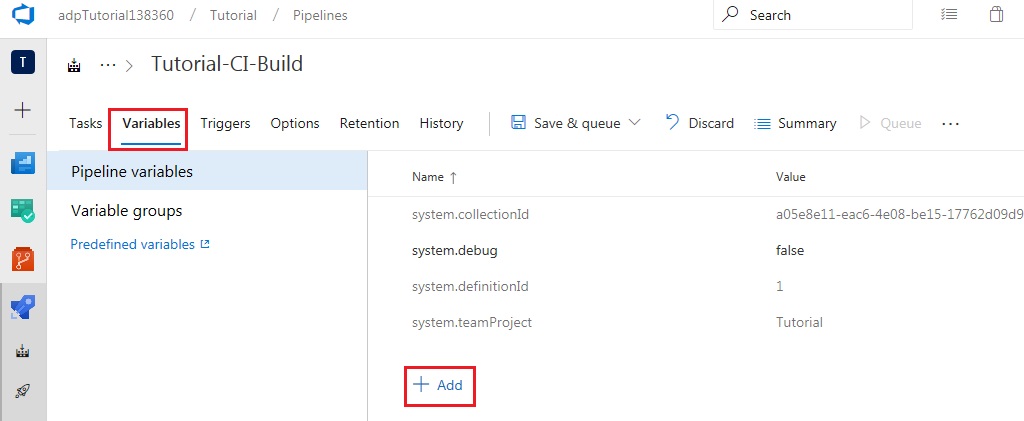 adpTutorial138360 / Tutorial / Pipelines
Search
T
... > Tutorial-CI-Build
Tasks Variables Triggers Options Retention History Save & queue Discard Summary Queue ...
Pipeline variables
Variable groups
Predefined variables
Name ↑ Value
system.collectionId a05e8e11-eac6-4e08-be15-17762d09d9
system.debug false
system.definitionId 1
system.teamProject Tutorial
+ Add